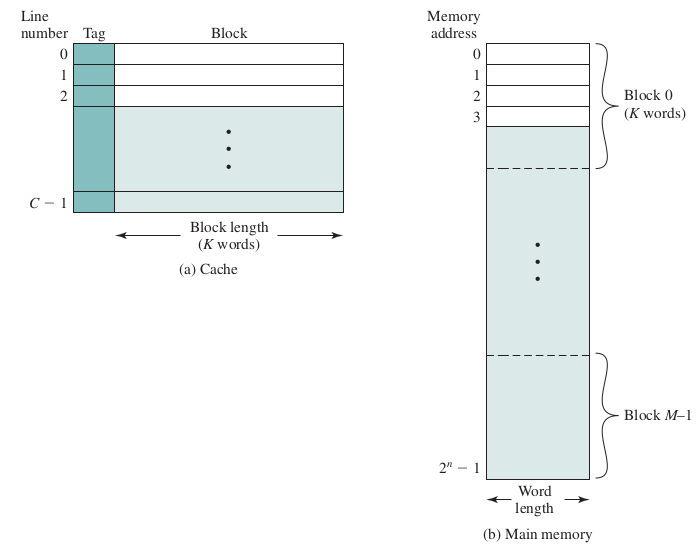 Line
number Tag Block
0
1
2
C − 1
Block length
(K words)
(a) Cache
Memory
address
0
1
2
3
Block 0
(K words)
Block M–1
2ⁿ − 1
Word
length
(b) Main memory